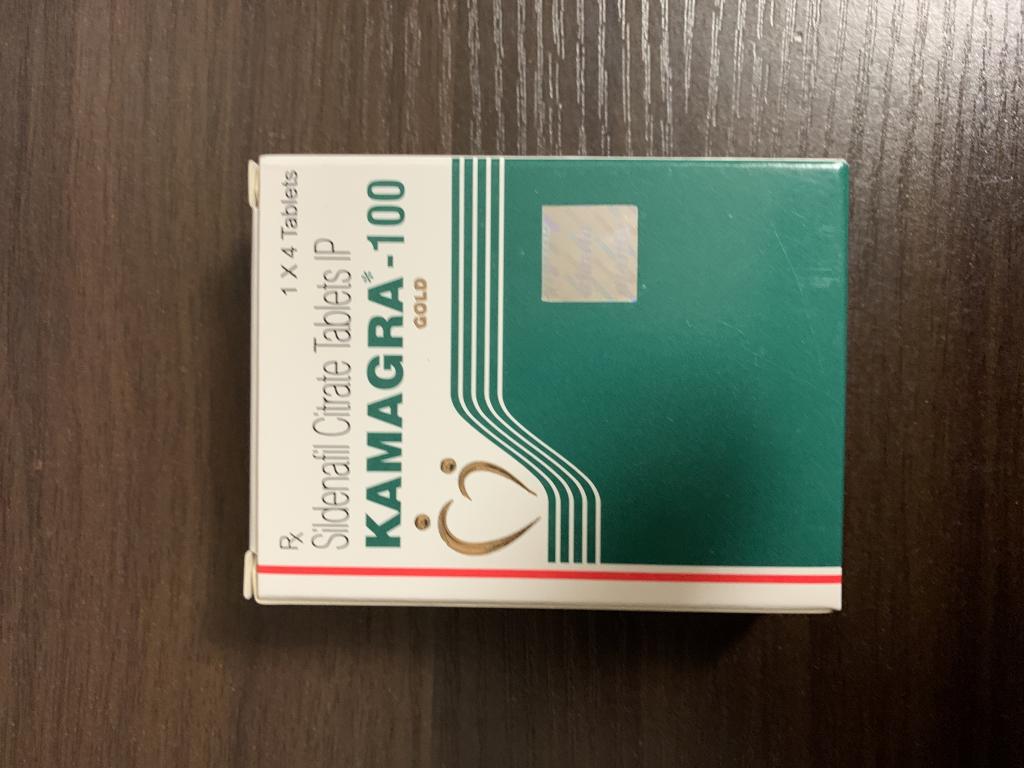 Rx
1 X 4 Tablets
Sildenafil Citrate Tablets IP
KAMAGRA*-100
GOLD